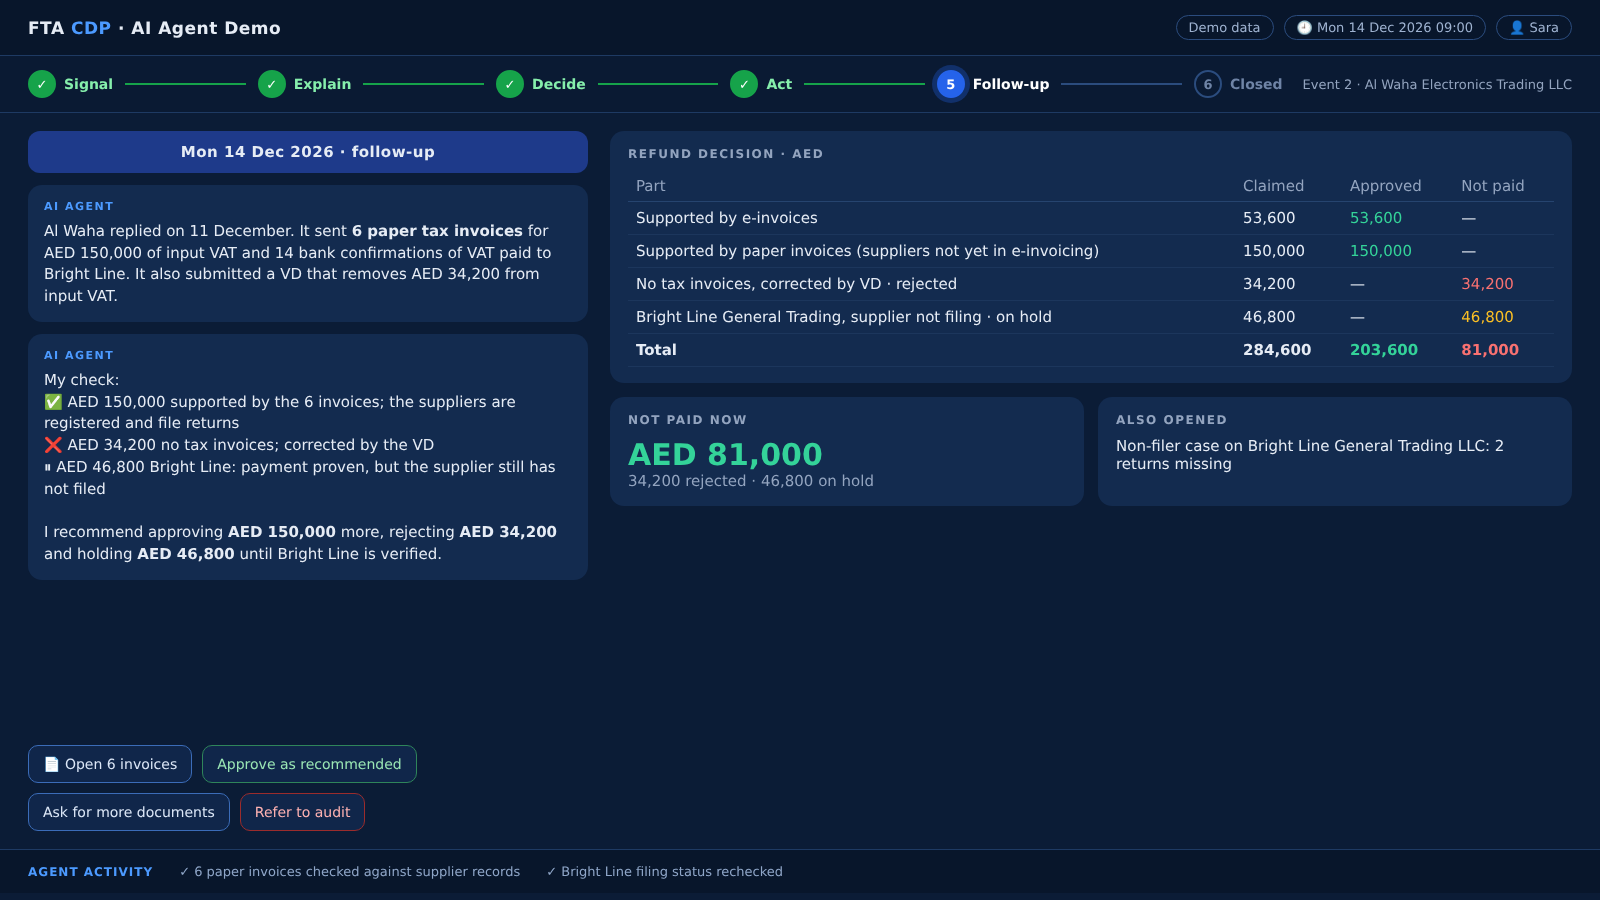 FTA CDP · AI Agent Demo
Demo data
🕘 Mon 14 Dec 2026 09:00
👤 Sara
✓ Signal
✓ Explain
✓ Decide
✓ Act
5 Follow-up
6 Closed
Event 2 · Al Waha Electronics Trading LLC
Mon 14 Dec 2026 · follow-up
AI AGENT
Al Waha replied on 11 December. It sent 6 paper tax invoices for
AED 150,000 of input VAT and 14 bank confirmations of VAT paid to
Bright Line. It also submitted a VD that removes AED 34,200 from
input VAT.
AI AGENT
My check:
✅ AED 150,000 supported by the 6 invoices; the suppliers are
registered and file returns
❌ AED 34,200 no tax invoices; corrected by the VD
⏸ AED 46,800 Bright Line: payment proven, but the supplier still has
not filed
I recommend approving AED 150,000 more, rejecting AED 34,200
and holding AED 46,800 until Bright Line is verified.
📄 Open 6 invoices
Approve as recommended
Ask for more documents
Refer to audit
REFUND DECISION · AED
Part Claimed Approved Not paid
Supported by e-invoices 53,600 53,600 —
Supported by paper invoices (suppliers not yet in e-invoicing) 150,000 150,000 —
No tax invoices, corrected by VD · rejected 34,200 — 34,200
Bright Line General Trading, supplier not filing · on hold 46,800 — 46,800
Total 284,600 203,600 81,000
NOT PAID NOW
AED 81,000
34,200 rejected · 46,800 on hold
ALSO OPENED
Non-filer case on Bright Line General Trading LLC: 2
returns missing
AGENT ACTIVITY
✓ 6 paper invoices checked against supplier records
✓ Bright Line filing status rechecked